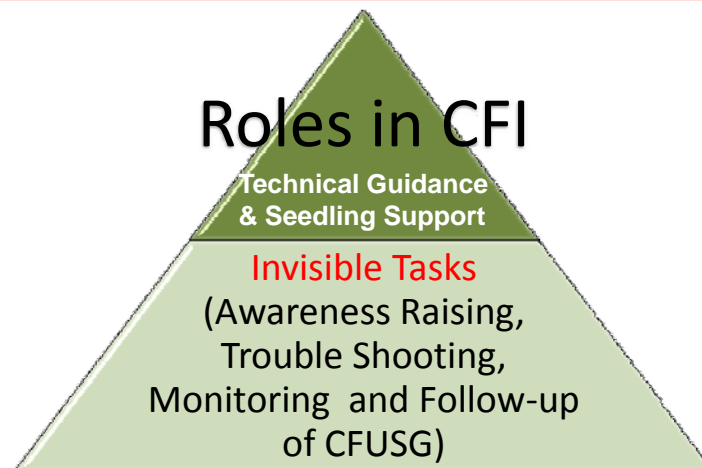 Roles in CFI
Technical Guidance
& Seedling Support
Invisible Tasks
(Awareness Raising,
Trouble Shooting,
Monitoring and Follow-up
of CFUSG)